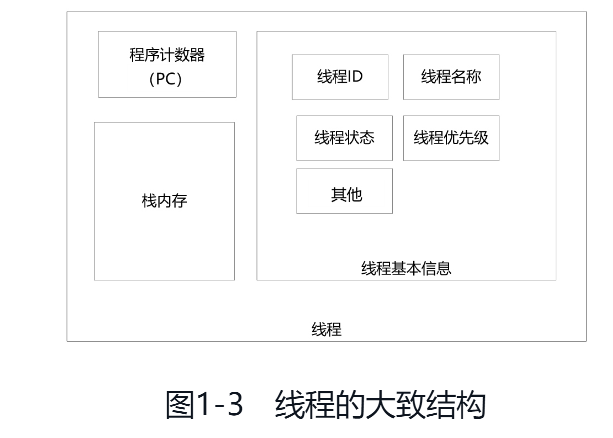 程序计数器
（PC）
线程ID
线程名称
线程状态
线程优先级
栈内存
其他
线程基本信息
线程
图1-3 线程的大致结构